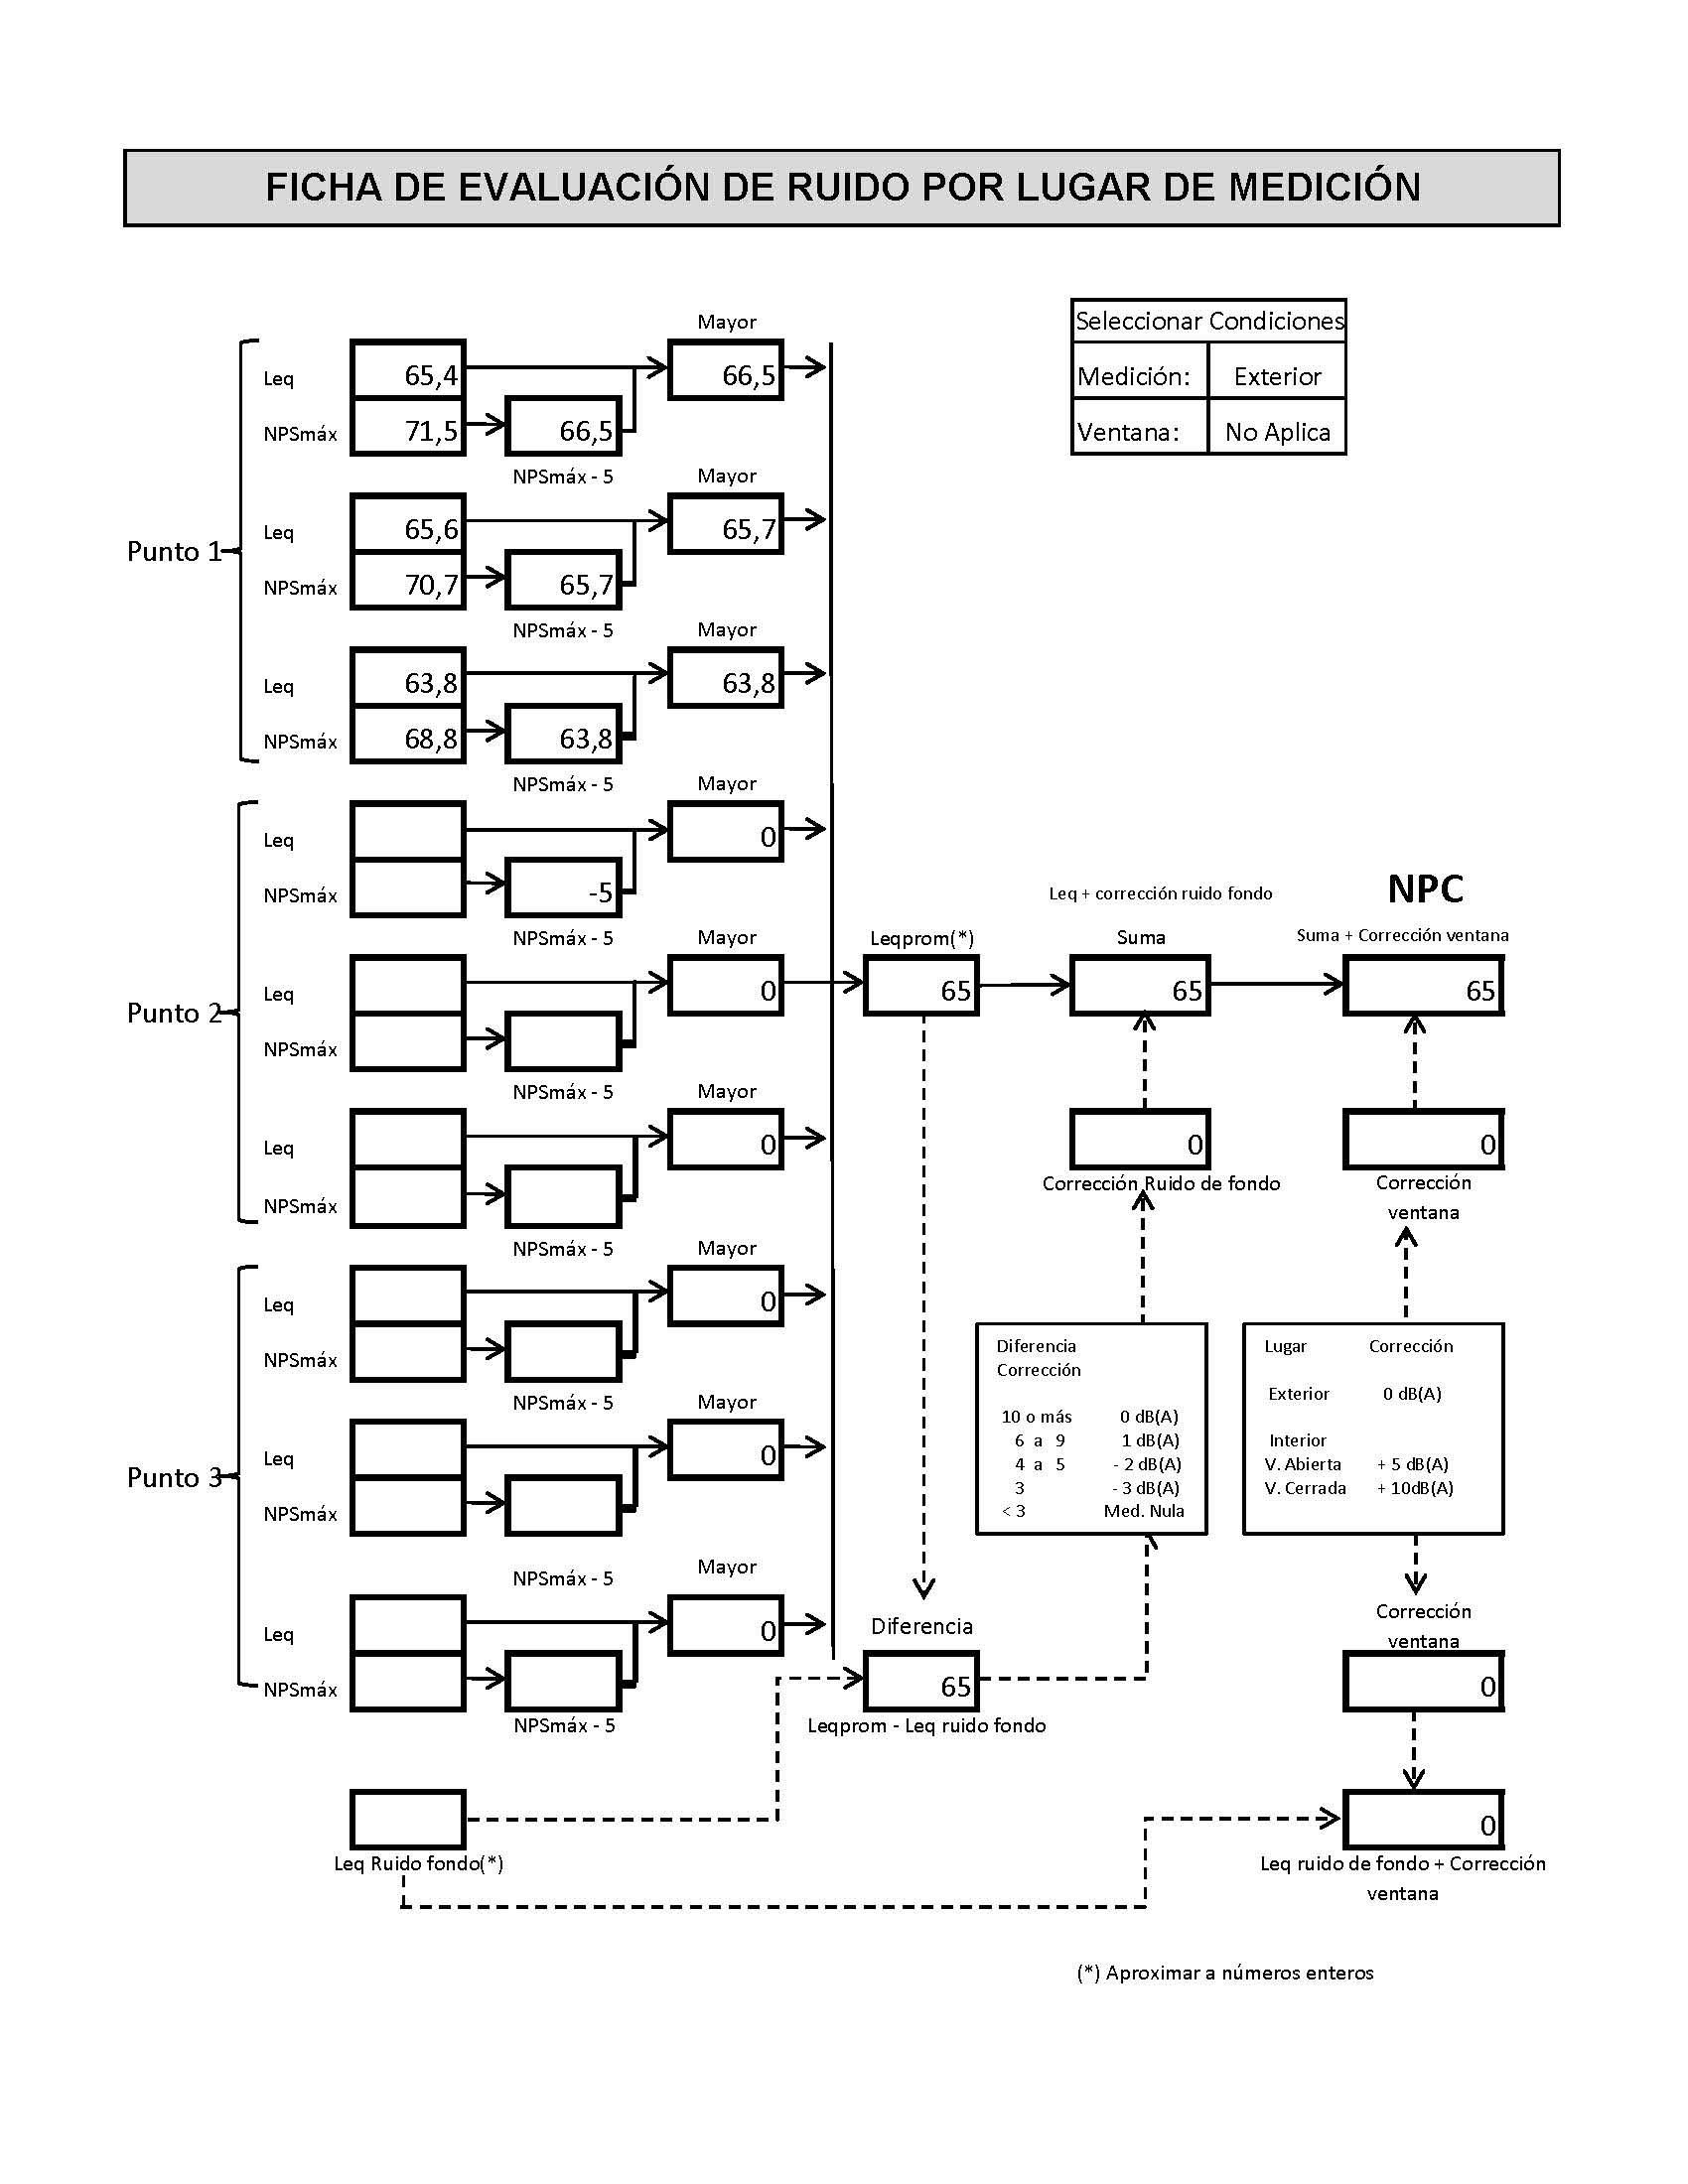 FICHA DE EVALUACIÓN DE RUIDO POR LUGAR DE MEDICIÓN
Seleccionar Condiciones
Medición: Exterior
Ventana: No Aplica
Punto 1
Mayor
Leq 65,4 66,5
NPSmáx 71,5 66,5
NPSmáx - 5 Mayor
Leq 65,6 65,7
NPSmáx 70,7 65,7
NPSmáx - 5 Mayor
Leq 63,8 63,8
NPSmáx 68,8 63,8
NPSmáx - 5 Mayor
Punto 2
Leq 0
NPSmáx -5
NPSmáx - 5 Mayor
Leq 0
NPSmáx
NPSmáx - 5 Mayor
Leq 0
NPSmáx
NPSmáx - 5 Mayor
Punto 3
Leq 0
NPSmáx
NPSmáx - 5 Mayor
Leq 0
NPSmáx
NPSmáx - 5 Mayor
Leq 0
NPSmáx
NPSmáx - 5
Leq Ruido fondo(*)
Leqprom(*)
65
Diferencia
65
Leqprom - Leq ruido fondo
Leq + corrección ruido fondo
Suma
65
0
Corrección Ruido de fondo
Diferencia
Corrección
10 o más 0 dB(A)
6 a 9 1 dB(A)
4 a 5 - 2 dB(A)
3 - 3 dB(A)
< 3 Med. Nula
NPC
Suma + Corrección ventana
65
0
Corrección
ventana
Lugar Corrección
Exterior 0 dB(A)
Interior
V. Abierta + 5 dB(A)
V. Cerrada + 10dB(A)
Corrección
ventana
0
0
Leq ruido de fondo + Corrección
ventana
(*) Aproximar a números enteros